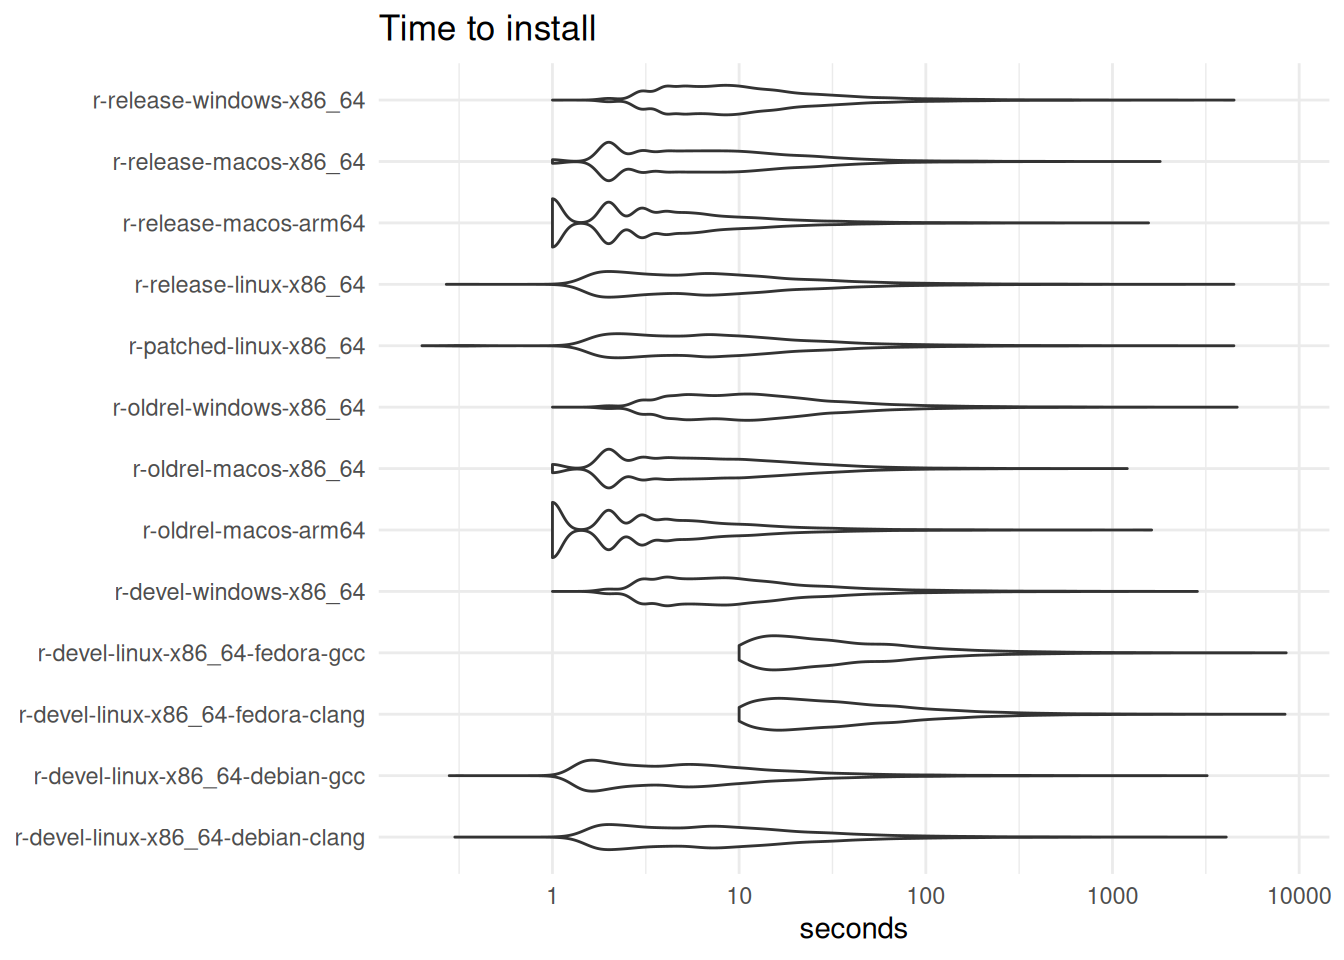 Time to install
r-release-windows-x86_64
r-release-macos-x86_64
r-release-macos-arm64
r-release-linux-x86_64
r-patched-linux-x86_64
r-oldrel-windows-x86_64
r-oldrel-macos-x86_64
r-oldrel-macos-arm64
r-devel-windows-x86_64
r-devel-linux-x86_64-fedora-gcc
r-devel-linux-x86_64-fedora-clang
r-devel-linux-x86_64-debian-gcc
r-devel-linux-x86_64-debian-clang
1 10 100 1000 10000
seconds